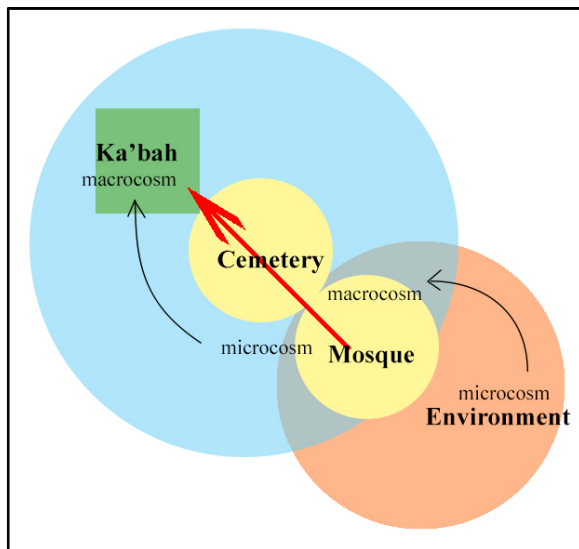 Ka'bah
macrocosm
Cemetery
macrocosm
microcosm
Mosque
microcosm
Environment